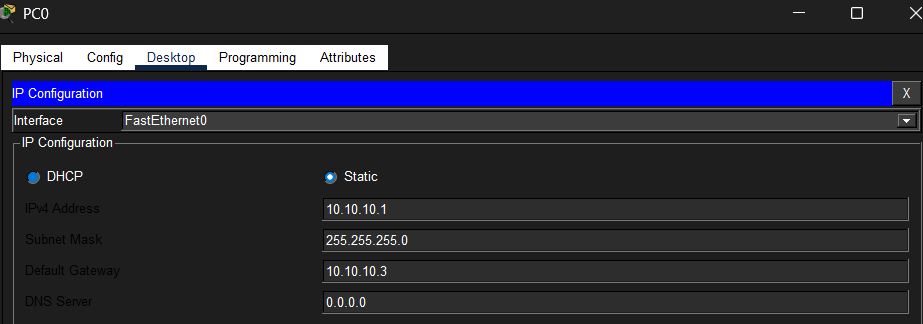 PC0
Physical Config Desktop Programming Attributes
IP Configuration X
Interface FastEthernet0
IP Configuration
DHCP Static
IPv4 Address 10.10.10.1
Subnet Mask 255.255.255.0
Default Gateway 10.10.10.3
DNS Server 0.0.0.0